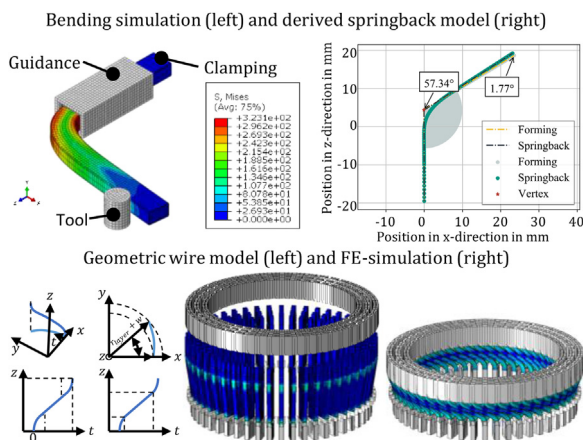 Bending simulation (left) and derived springback model (right)
Guidance
Clamping
Tool
S, Mises
(Avg: 75%)
+3.231e+02
+2.962e+02
+2.693e+02
+2.423e+02
+2.154e+02
+1.885e+02
+1.616e+02
+1.346e+02
+1.077e+02
+8.078e+01
+5.385e+01
+2.693e+01
+0.000e+00
Position in z-direction in mm
20
10
0
-10
-20
57.34°
1.77°
Forming
Springback
Forming
Springback
Vertex
-10
0
10
20
30
40
Position in x-direction in mm
Geometric wire model (left) and FE-simulation (right)
z
x
y
t
y
r layer + w
z
x
z
t
0
z
t